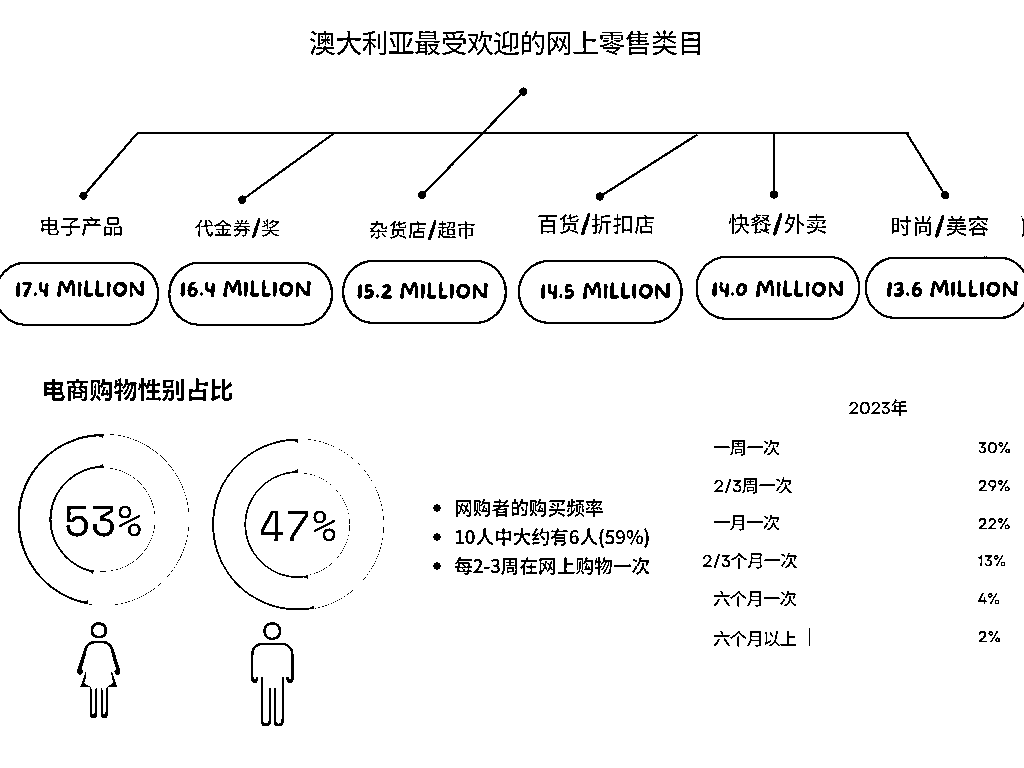 澳大利亚最受欢迎的网上零售类目
电子产品
代金券/奖
杂货店/超市
百货/折扣店
快餐/外卖
时尚/美容
17.4 MILLION
16.4 MILLION
15.2 MILLION
14.5 MILLION
14.0 MILLION
13.6 MILLION
电商购物性别占比
53%
47%
网购者的购买频率
10人中大约有6人(59%)
每2-3周在网上购物一次
2023年
一周一次 30%
2/3周一次 29%
一月一次 22%
2/3个月一次 13%
六个月一次 4%
六个月以上 2%